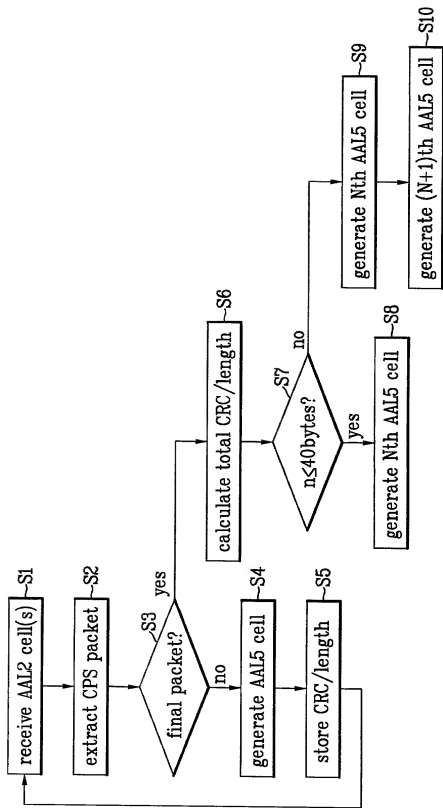 receive AAL2 cell(s)
S1
extract CPS packet
S2
final packet?
S3
yes
no
generate AAL5 cell
S4
store CRC/length
S5
calculate total CRC/length
S6
n≤40bytes?
S7
no
yes
generate Nth AAL5 cell
S8
generate Nth AAL5 cell
S9
generate (N+1)th AAL5 cell
S10